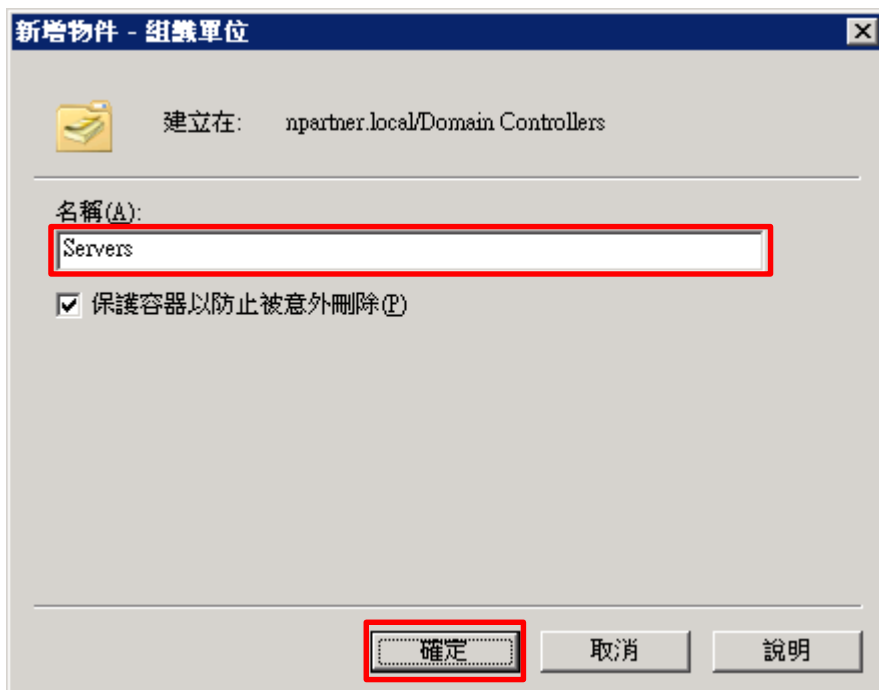 新增物件 - 組織單位
建立在: npartner.local/Domain Controllers
名稱(A):
Servers
保護容器以防止被意外刪除(P)
確定 取消 說明